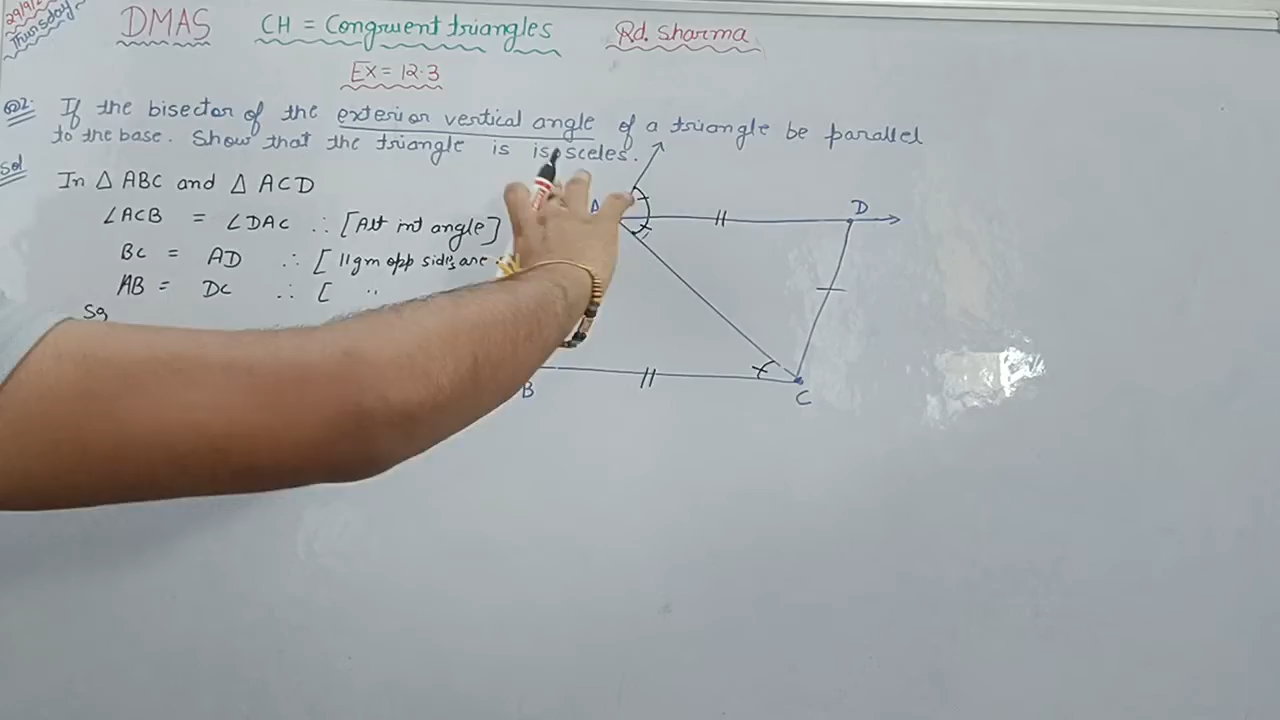 29/9/2
Thursday
DMAS CH = Congruent triangles Rd. Sharma
EX = 12.3
Q2. If the bisector of the exterior vertical angle of a triangle be parallel
to the base. Show that the triangle is isosceles.
Sol
In △ ABC and △ ACD
∠ACB = ∠DAC ∴ [Alt int angle]
BC = AD ∴ [ ||gm opp sides are
AB = DC ∴ [ "
A
D
B
C